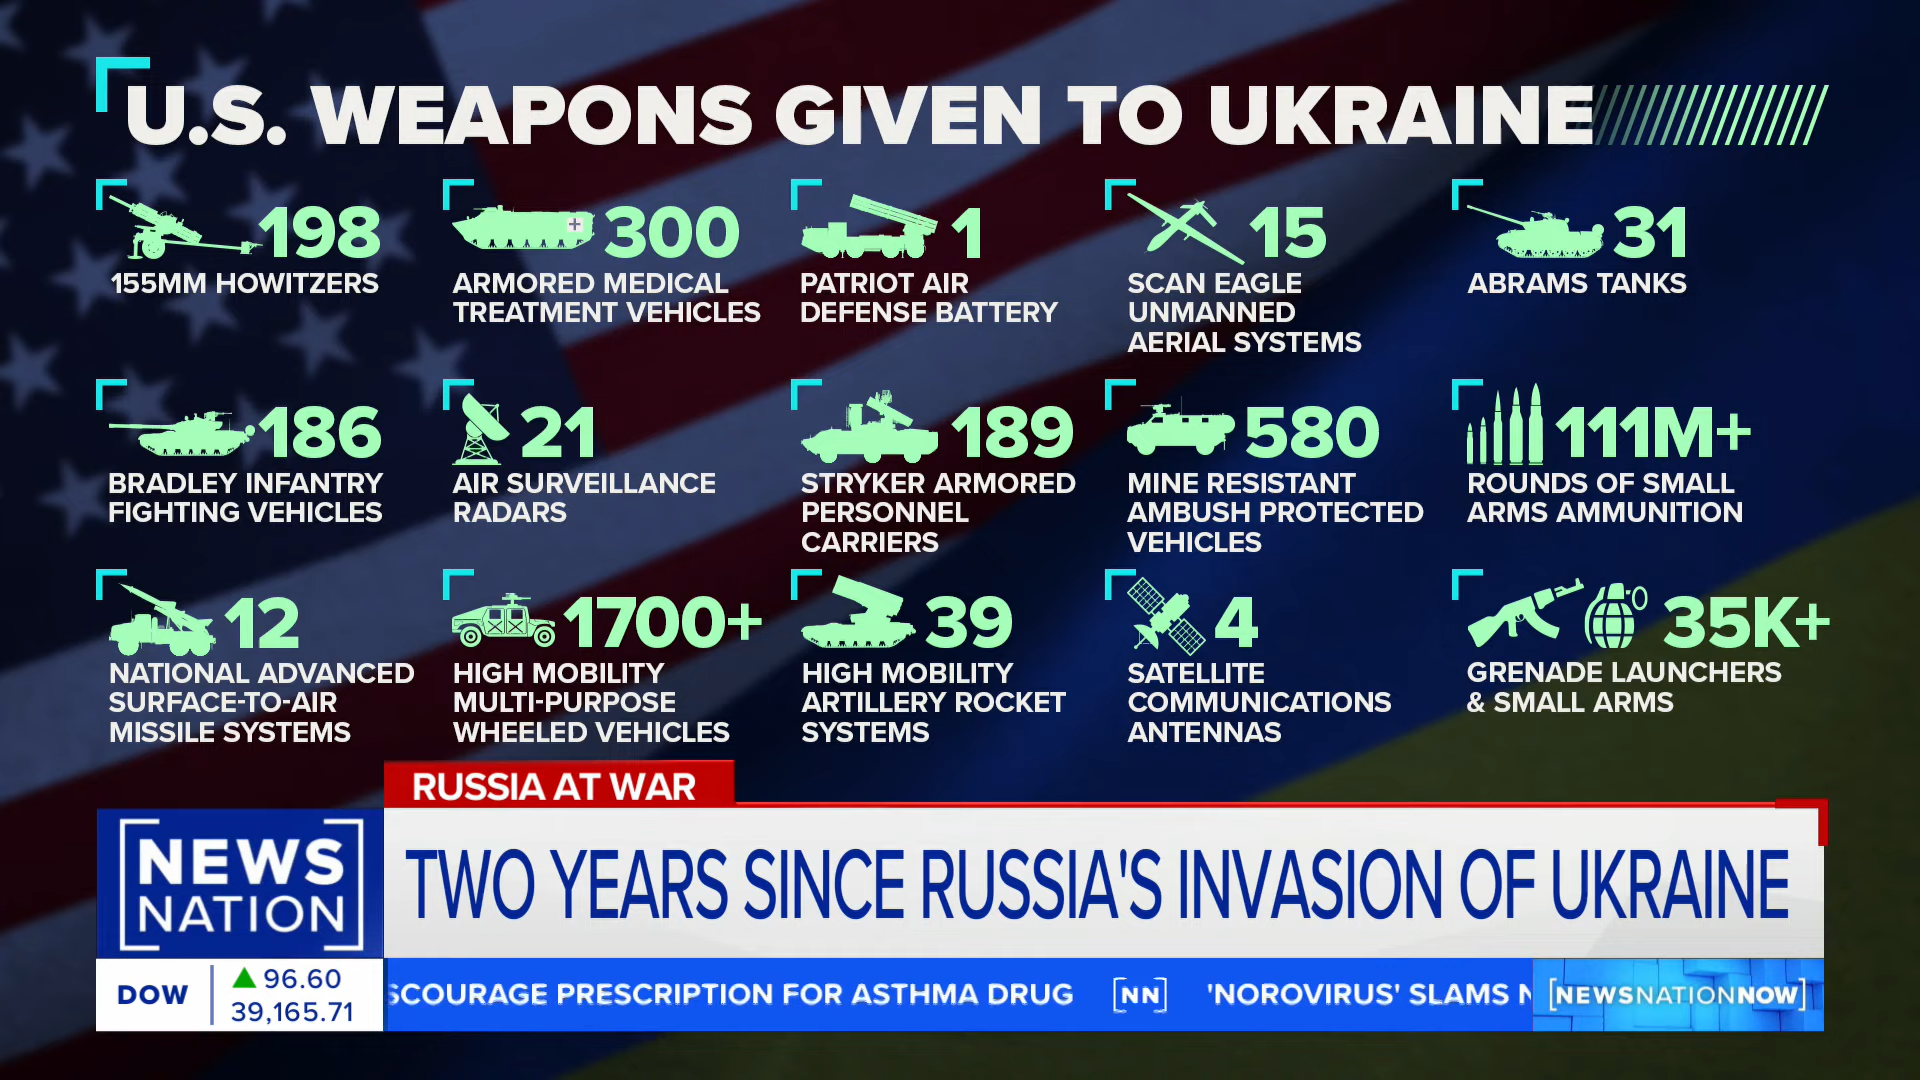 U.S. WEAPONS GIVEN TO UKRAINE
198
155MM HOWITZERS
300
ARMORED MEDICAL
TREATMENT VEHICLES
1
PATRIOT AIR
DEFENSE BATTERY
15
SCAN EAGLE
UNMANNED
AERIAL SYSTEMS
31
ABRAMS TANKS
186
BRADLEY INFANTRY
FIGHTING VEHICLES
21
AIR SURVEILLANCE
RADARS
189
STRYKER ARMORED
PERSONNEL
CARRIERS
580
MINE RESISTANT
AMBUSH PROTECTED
VEHICLES
111M+
ROUNDS OF SMALL
ARMS AMMUNITION
12
NATIONAL ADVANCED
SURFACE-TO-AIR
MISSILE SYSTEMS
1700+
HIGH MOBILITY
MULTI-PURPOSE
WHEELED VEHICLES
39
HIGH MOBILITY
ARTILLERY ROCKET
SYSTEMS
4
SATELLITE
COMMUNICATIONS
ANTENNAS
35K+
GRENADE LAUNCHERS
& SMALL ARMS
RUSSIA AT WAR
NEWS
NATION
TWO YEARS SINCE RUSSIA'S INVASION OF UKRAINE
DOW
96.60
39,165.71
SCOURAGE PRESCRIPTION FOR ASTHMA DRUG [NN] 'NOROVIRUS' SLAMS N
[NEWSNATIONNOW]